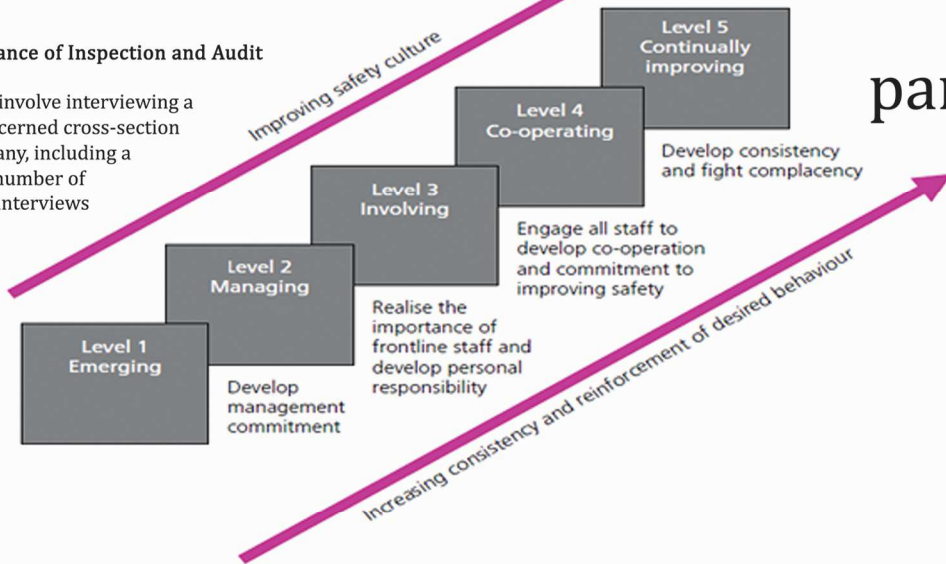 ance of Inspection and Audit
involve interviewing a
cerned cross-section
any, including a
number of
interviews
Improving safety culture
Level 5
Continually
improving
par
Level 4
Co-operating
Develop consistency
and fight complacency
Level 3
Involving
Engage all staff to
develop co-operation
and commitment to
improving safety
Level 2
Managing
Realise the
importance of
frontline staff and
develop personal
responsibility
Level 1
Emerging
Develop
management
commitment
Increasing consistency and reinforcement of desired behaviour